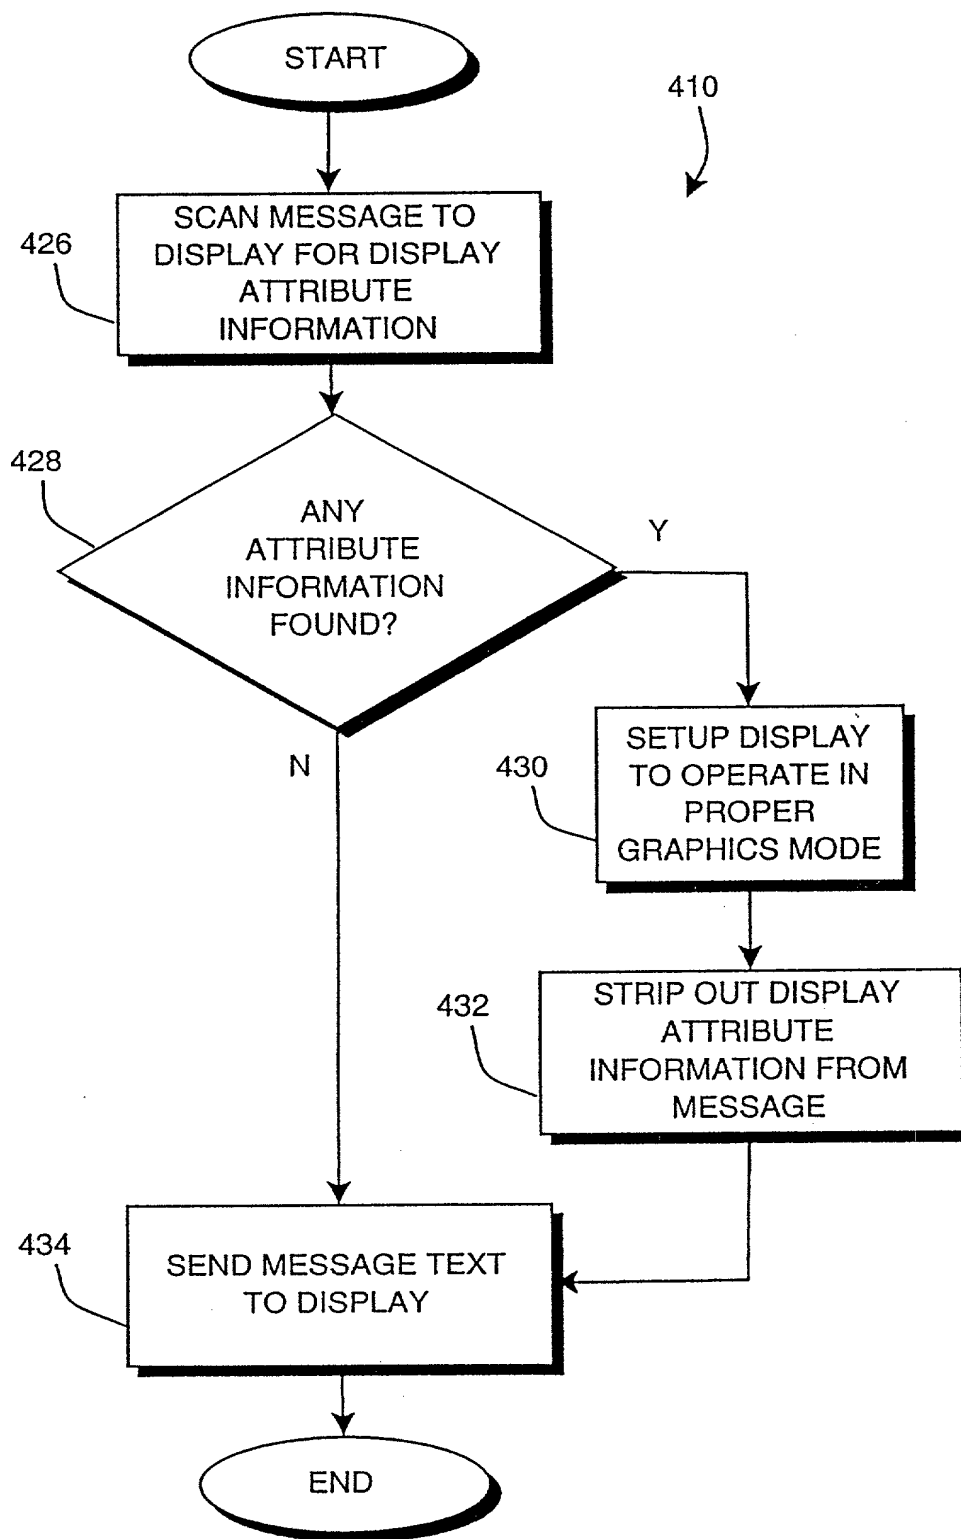 START
410
SCAN MESSAGE TO
DISPLAY FOR DISPLAY
ATTRIBUTE
INFORMATION
426
428
ANY
ATTRIBUTE
INFORMATION
FOUND?
Y
N
SETUP DISPLAY
TO OPERATE IN
PROPER
GRAPHICS MODE
430
STRIP OUT DISPLAY
ATTRIBUTE
INFORMATION FROM
MESSAGE
432
434
SEND MESSAGE TEXT
TO DISPLAY
END